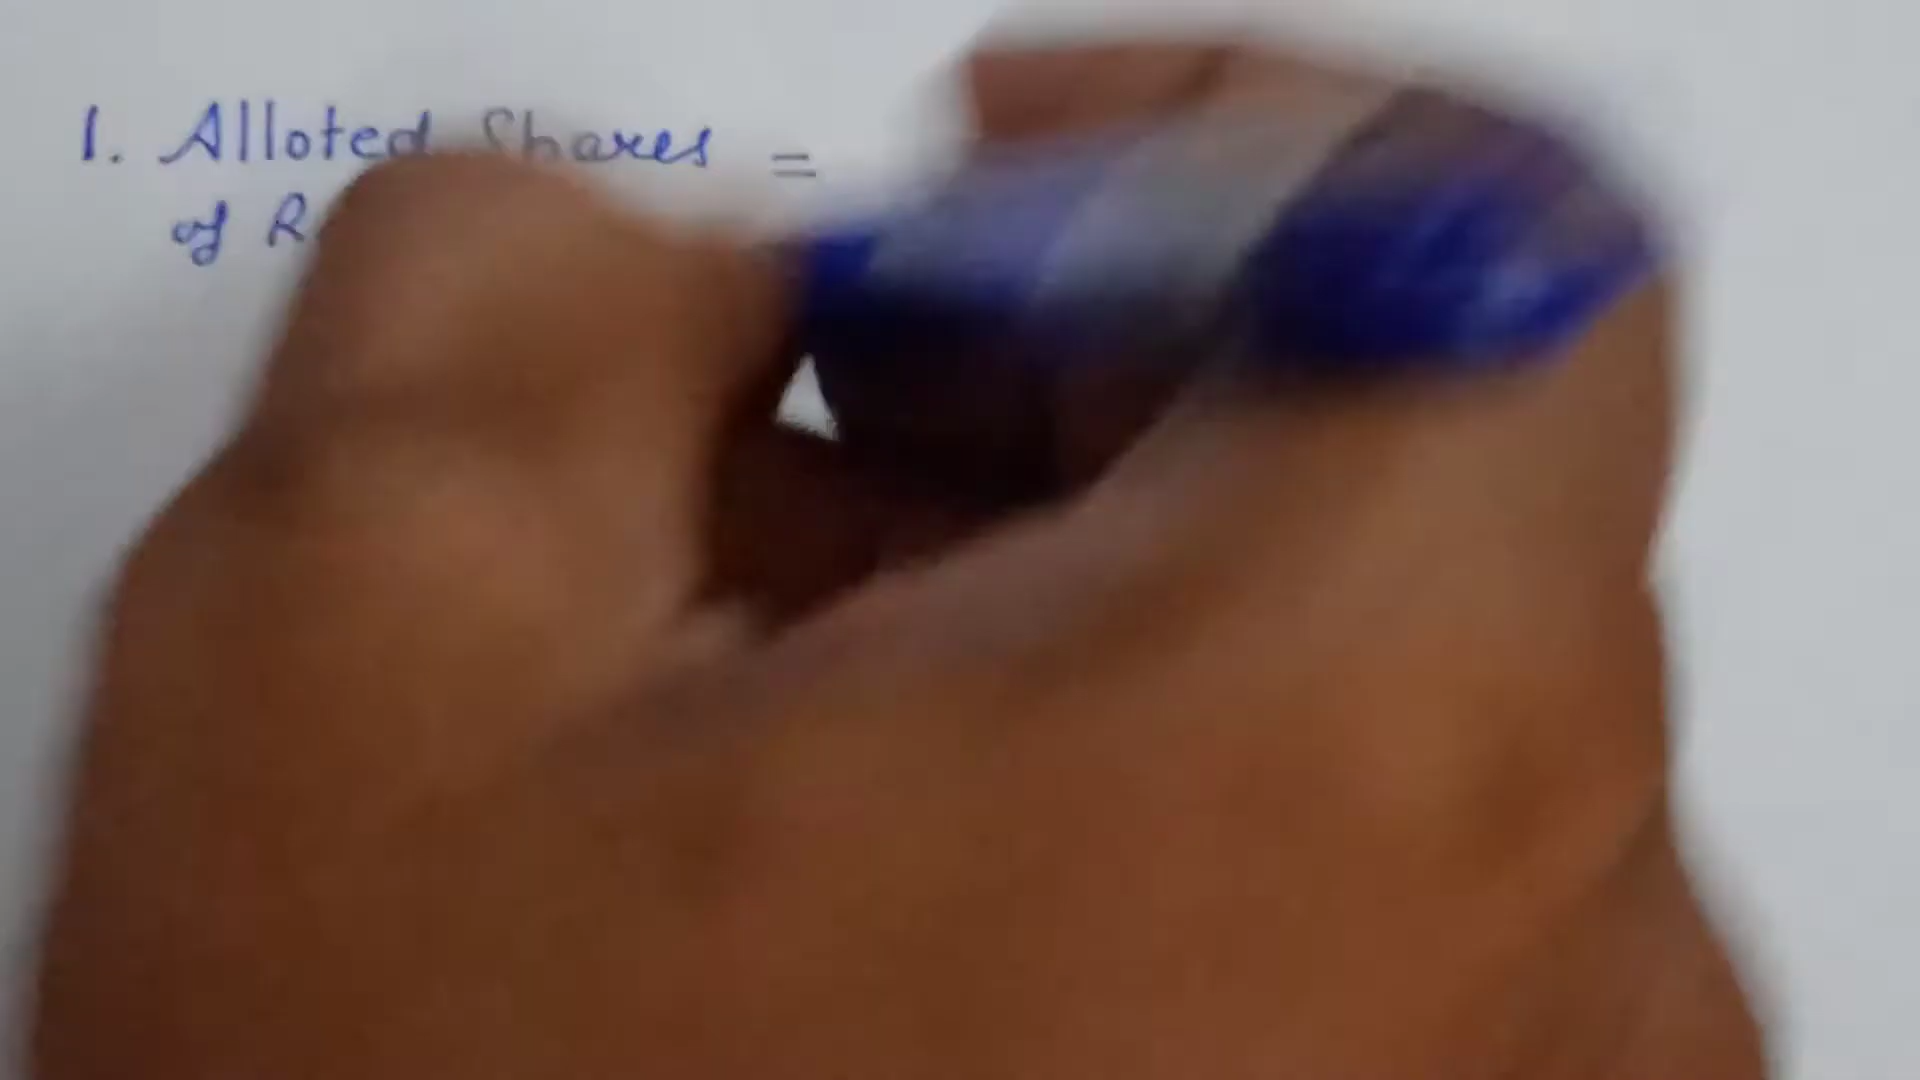 1. Alloted Shares =
of R